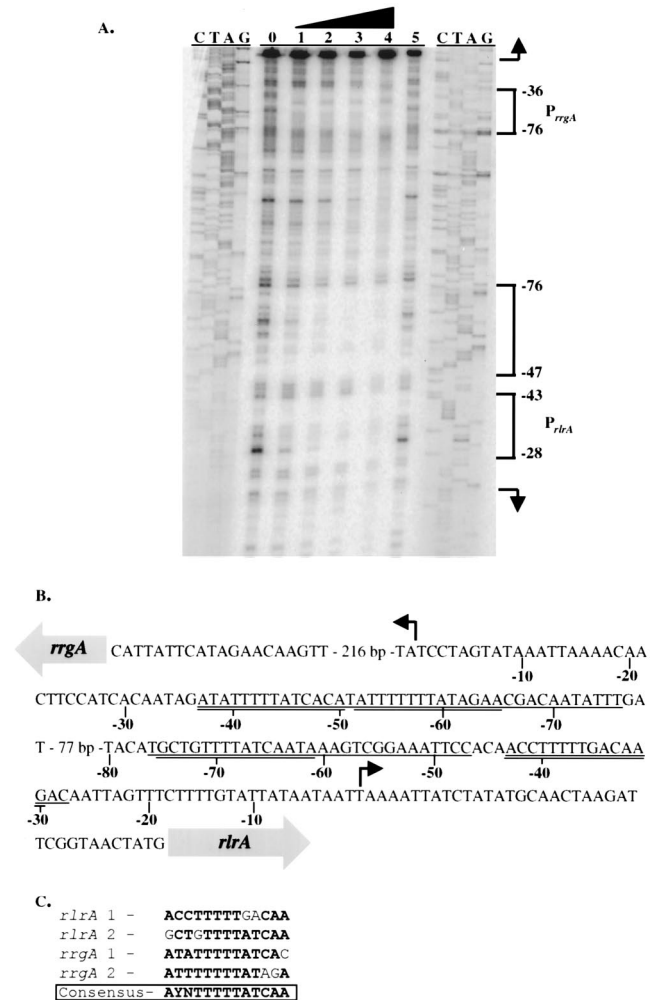 A.
C T A G 0 1 2 3 4 5 C T A G
-36
PrrgA
-76
-76
-47
-43
PrlrA
-28
B.
rrgA CATTATTCATAGAACAAGTT - 216 bp -TATCCTAGTATAAATTAAAACAA
-10 -20
CTTCCATCACAATAGATATTTTTATCACATATTTTTTTATAGAACGACAATATTTGA
-30 -40 -50 -60 -70
T - 77 bp -TACATGCTGTTTTATCAATAAAGTCGGAAATTCCACAACCTTTTTGACAA
-80 -70 -60 -50 -40
GACAATTAGTTTCTTTTGTATTATAATAATTAAAATTATCTATATGCAACTAAGAT
-30 -20 -10
TCGGTAACTATG rlrA
C.
rlrA 1 - ACCTTTTTGACAA
rlrA 2 - GCTGTTTTATCAA
rrgA 1 - ATATTTTTATCAC
rrgA 2 - ATTTTTTTATAGA
Consensus- AYNTTTTTATCAA